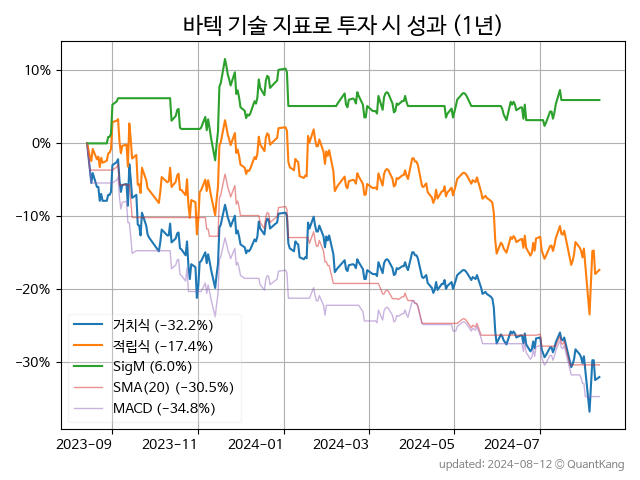 바텍 기술 지표로 투자 시 성과 (1년)
10%
0%
−10%
−20%
−30%
거치식 (−32.2%)
적립식 (−17.4%)
SigM (6.0%)
SMA(20) (−30.5%)
MACD (−34.8%)
2023−09 2023−11 2024−01 2024−03 2024−05 2024−07
updated: 2024-08-12 © QuantKang